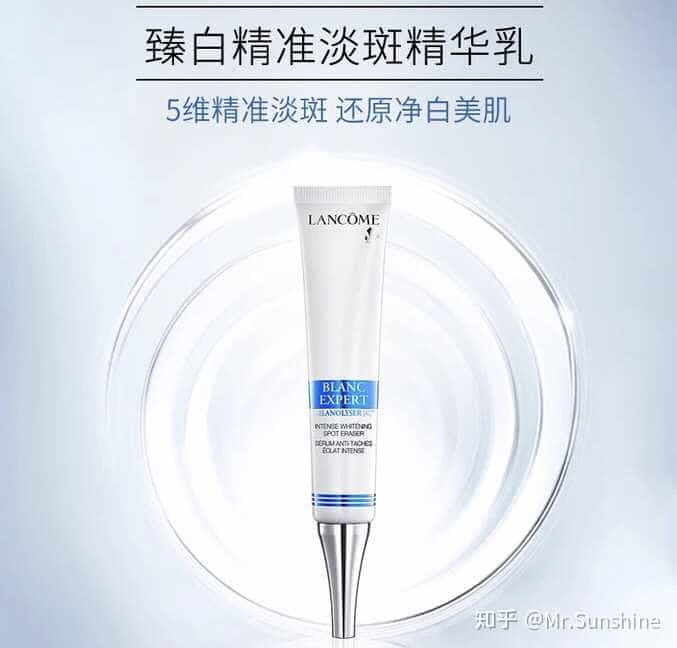 臻白精准淡斑精华乳
5维精准淡斑 还原净白美肌
LANCÔME
BLANC
EXPERT
INTENSE WHITENING
SPOT ERASER
SÉRUM ANTI-TACHES
ÉCLAT INTENSE
知乎 @Mr.Sunshine